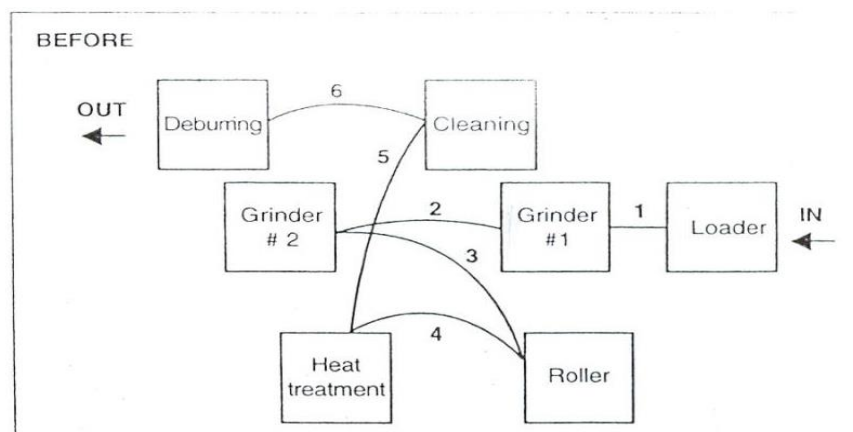 BEFORE
6
OUT
Deburring
Cleaning
5
Grinder
# 2
2
Grinder
#1
1
Loader
IN
3
4
Heat
treatment
Roller